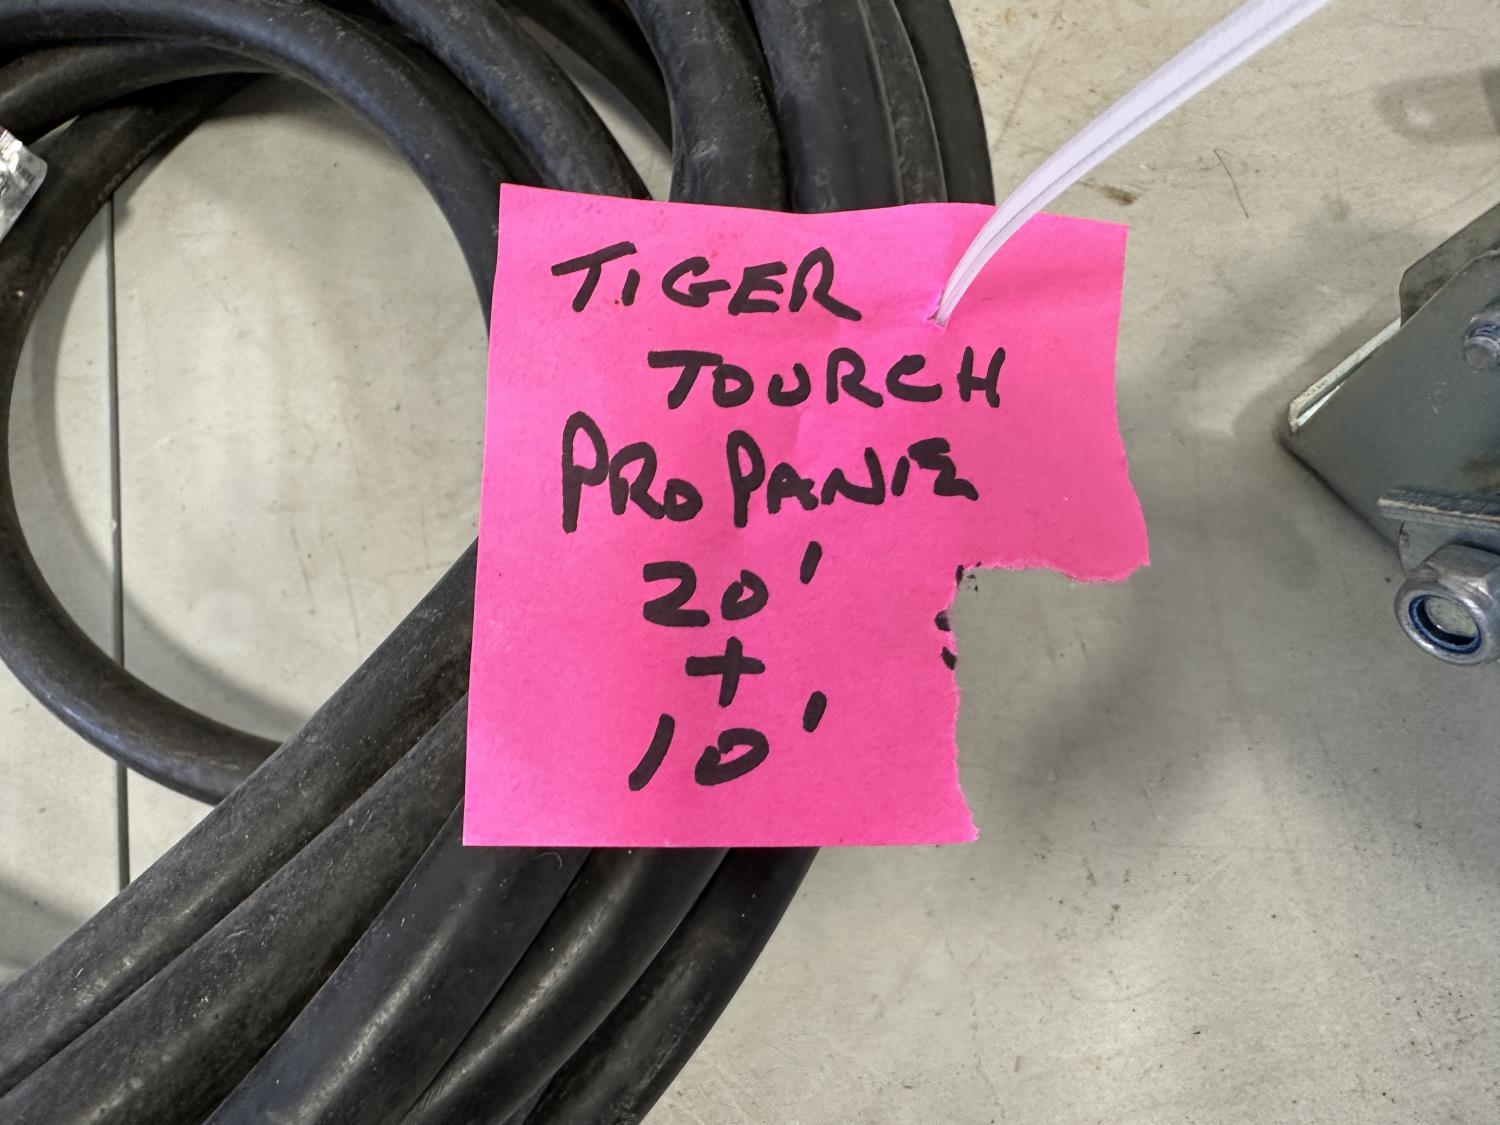 TIGER
TOURCH
PROPANE
20'
+
10'